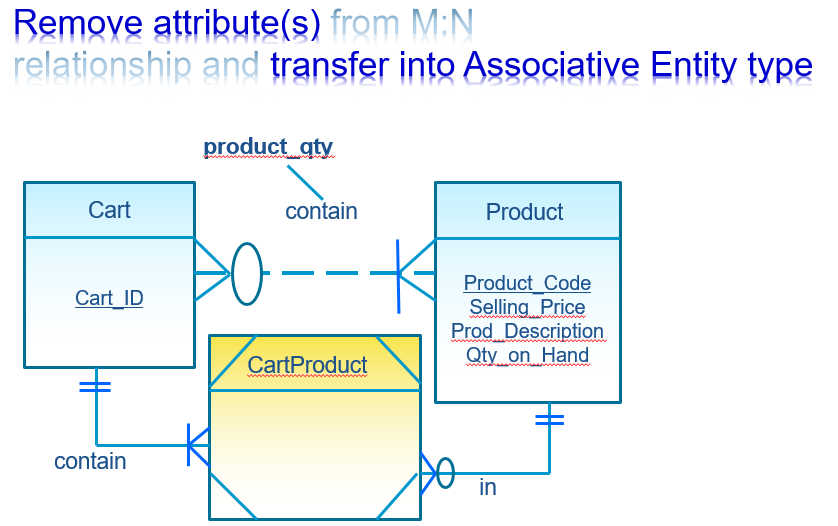 Remove attribute(s) from M:N
relationship and transfer into Associative Entity type
product_qty
contain
Cart
Product
Cart_ID
Product_Code
Selling_Price
Prod_Description
Qty_on_Hand
CartProduct
contain
in